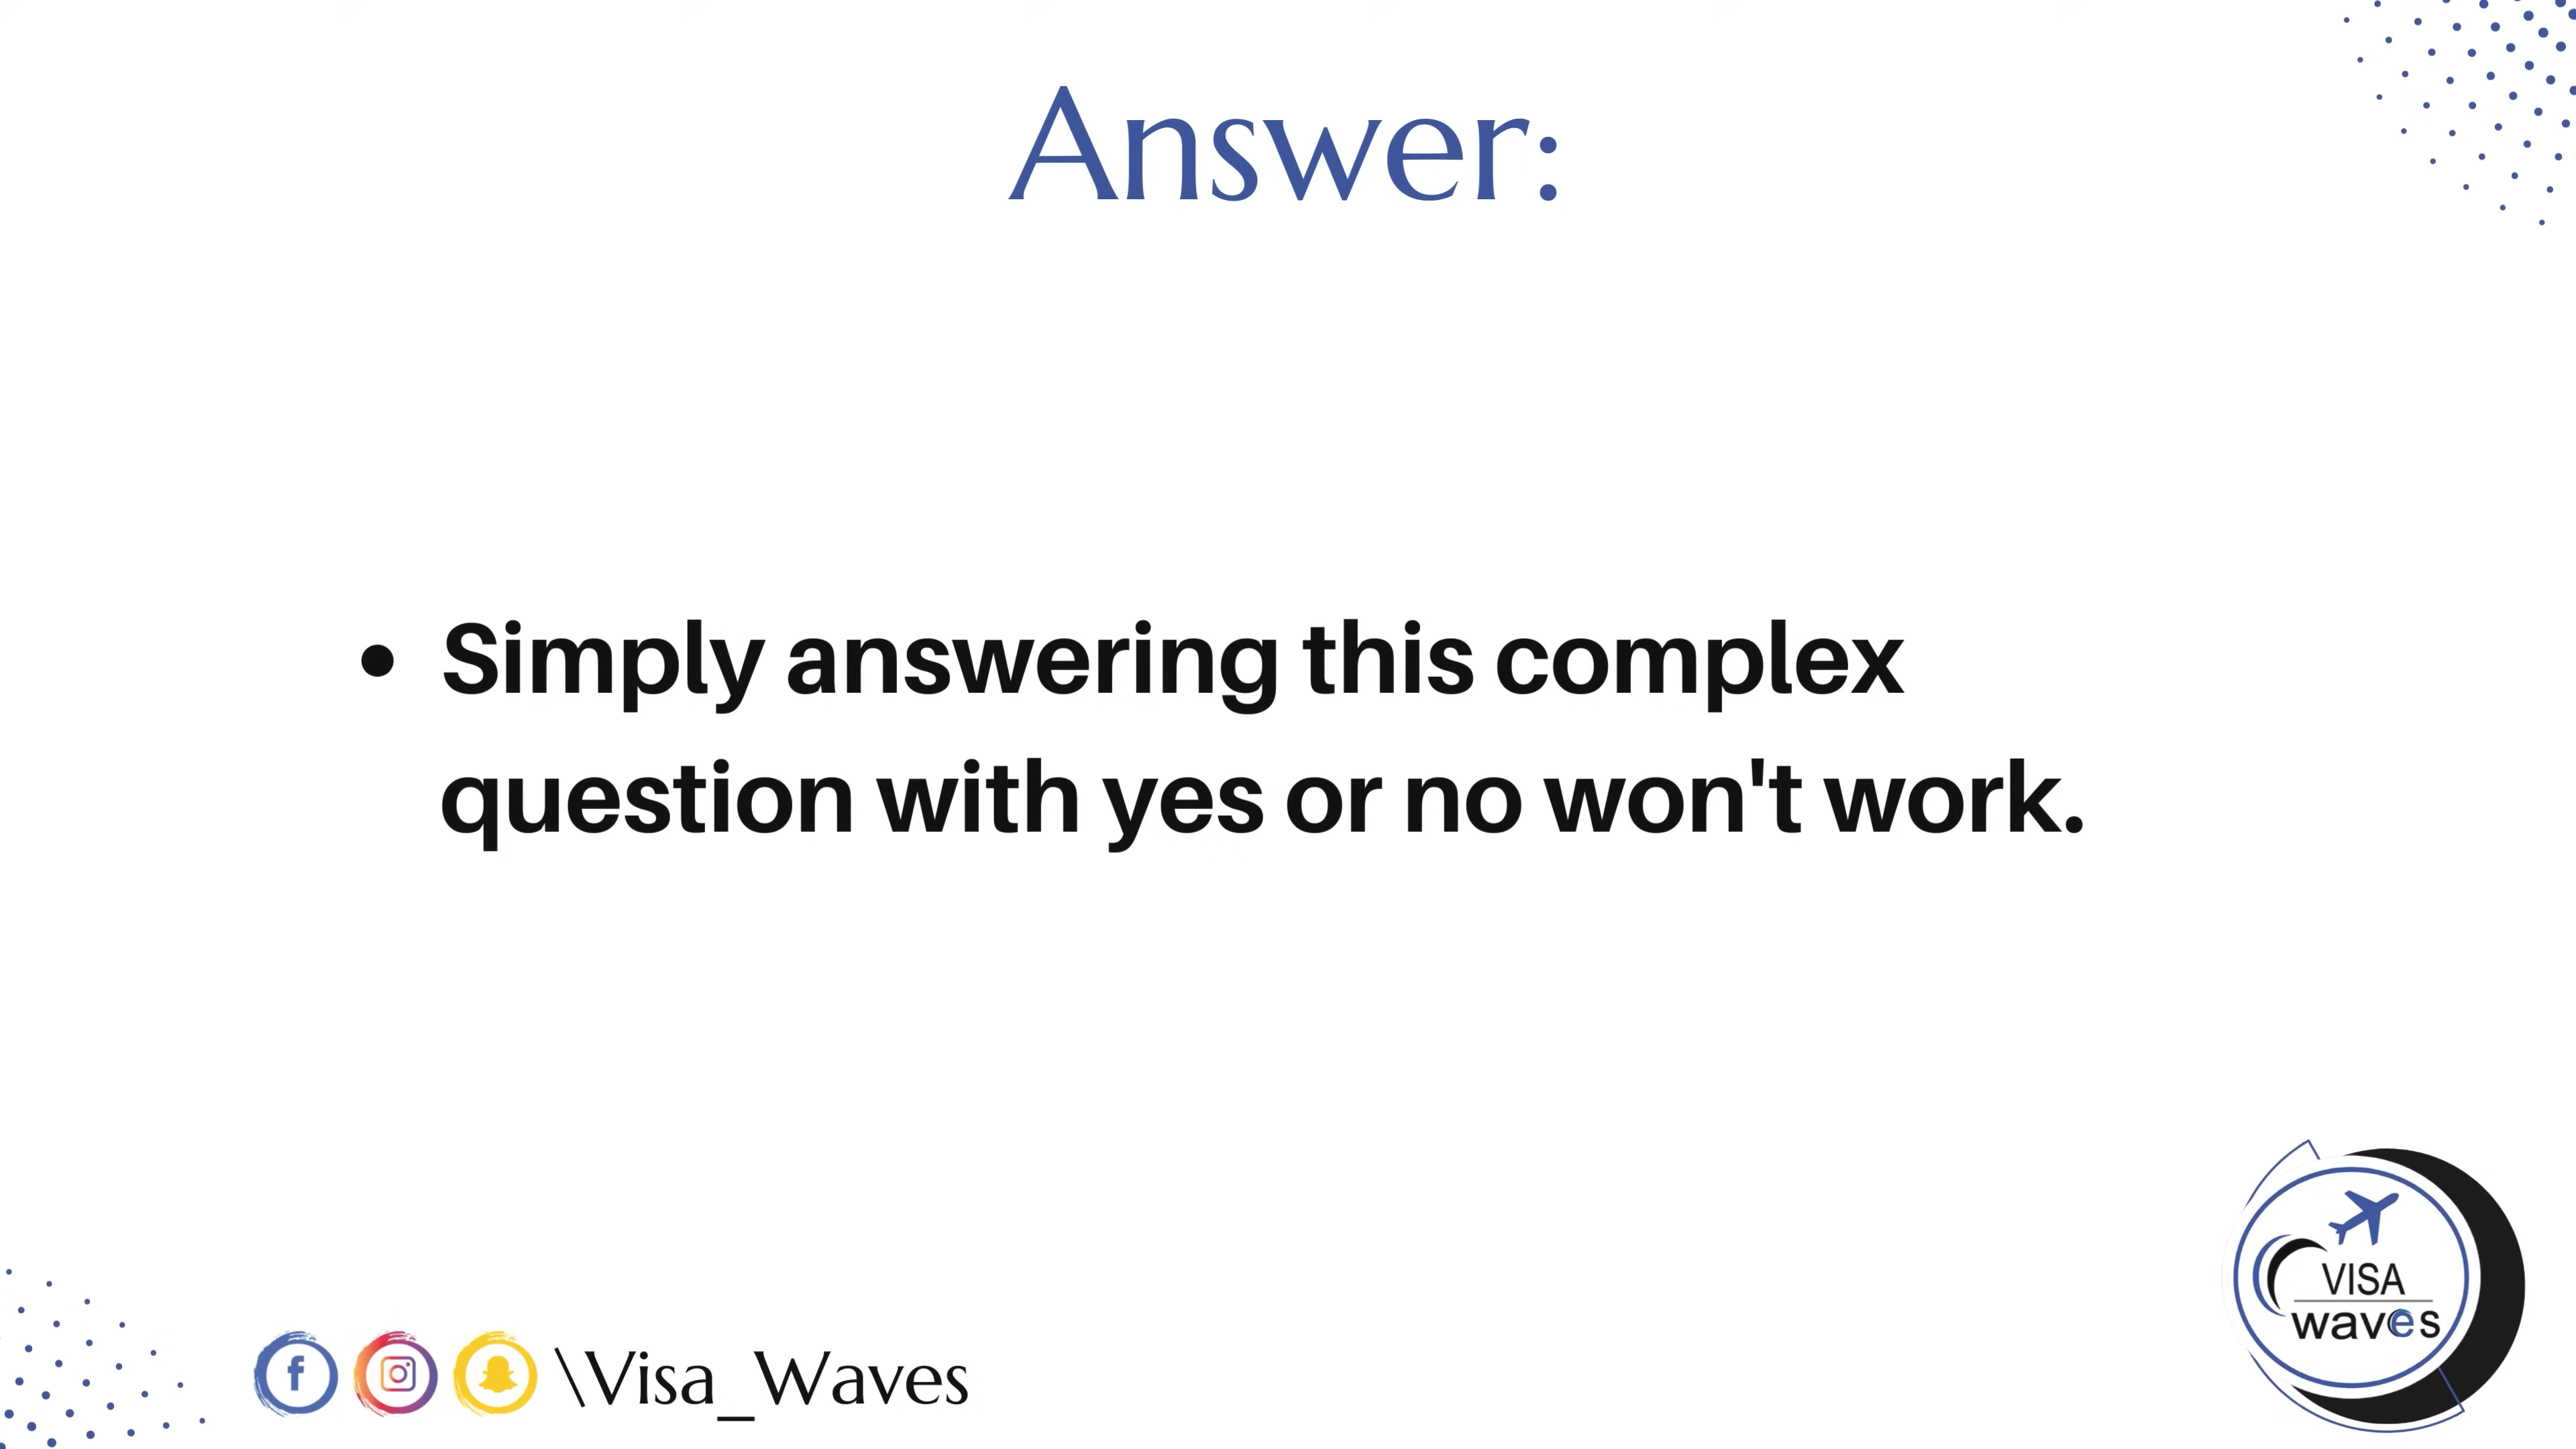 Answer:
• Simply answering this complex
question with yes or no won't work.
\Visa_Waves
VISA
waves